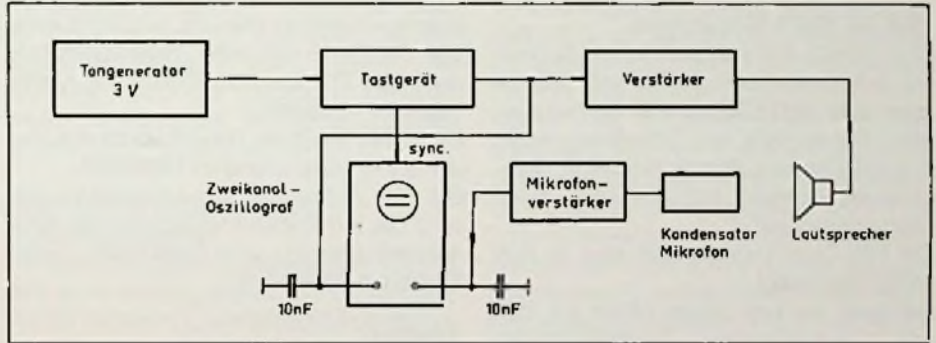 Tongenerator
3 V
Tastgerät
Verstärker
sync.
Zweikanal-
Oszillograf
Mikrofon-
verstärker
Kondensator
Mikrofon
Lautsprecher
10nF
10nF